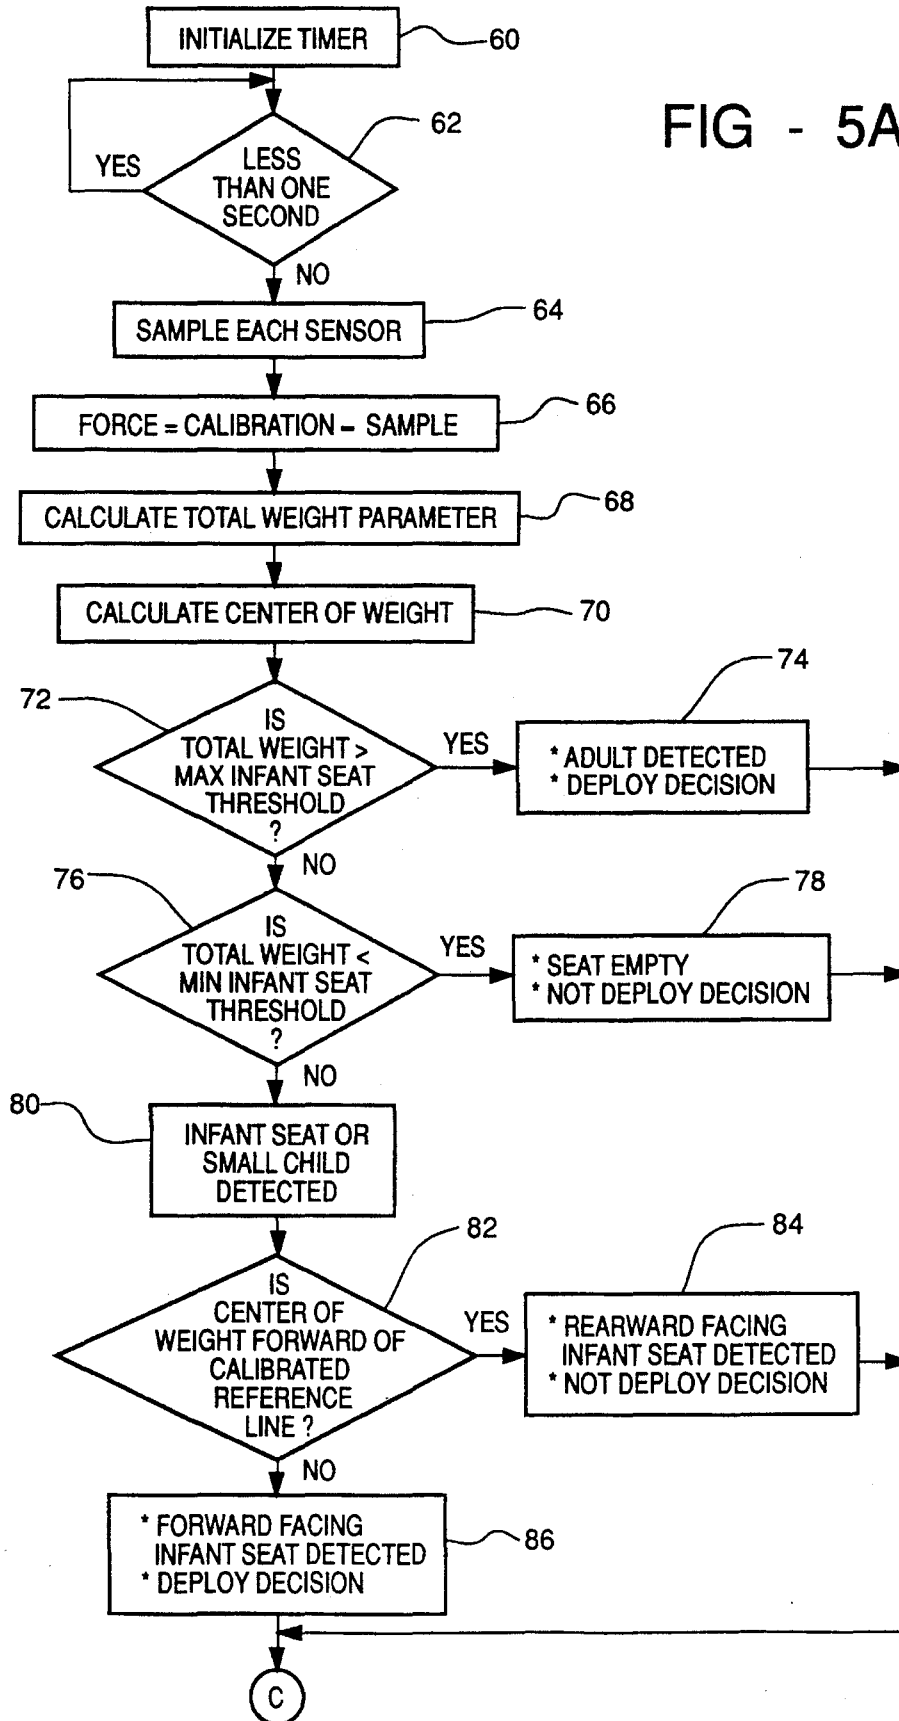 INITIALIZE TIMER
60
FIG - 5A
62
YES
LESS
THAN ONE
SECOND
NO
SAMPLE EACH SENSOR
64
FORCE = CALIBRATION - SAMPLE
66
CALCULATE TOTAL WEIGHT PARAMETER
68
CALCULATE CENTER OF WEIGHT
70
72
IS
TOTAL WEIGHT >
MAX INFANT SEAT
THRESHOLD
?
YES
74
* ADULT DETECTED
* DEPLOY DECISION
NO
76
IS
TOTAL WEIGHT <
MIN INFANT SEAT
THRESHOLD
?
YES
78
* SEAT EMPTY
* NOT DEPLOY DECISION
NO
80
INFANT SEAT OR
SMALL CHILD
DETECTED
82
IS
CENTER OF
WEIGHT FORWARD OF
CALIBRATED
REFERENCE
LINE ?
YES
84
* REARWARD FACING
INFANT SEAT DETECTED
* NOT DEPLOY DECISION
NO
* FORWARD FACING
INFANT SEAT DETECTED
* DEPLOY DECISION
86
C